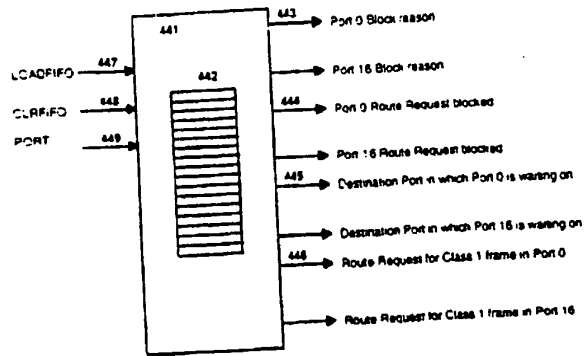 441
443
Port 0 Block reason
447
LOADFIFO
442
Port 16 Block reason
448
CLRFIFO
444
Port 0 Route Request blocked
449
PORT
Port 16 Route Request blocked
445
Destination Port in which Port 0 is waiting on
Destination Port in which Port 16 is waiting on
446
Route Request for Class 1 frame in Port 0
Route Request for Class 1 frame in Port 16